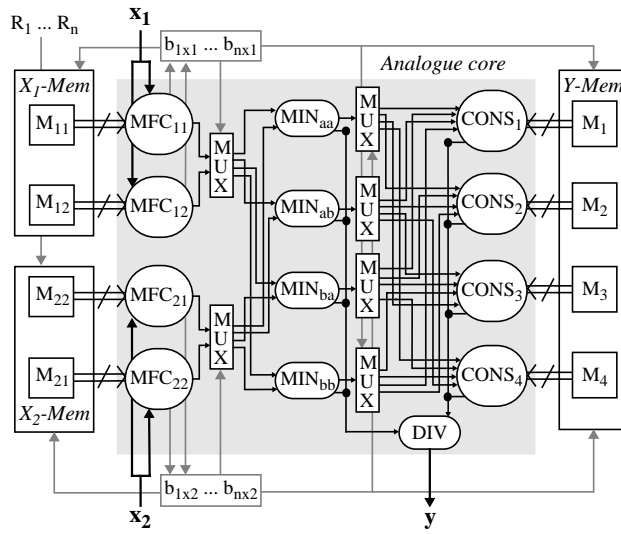 R1 ... Rn
x1
b1x1 ... bnx1
Analogue core
X1-Mem
Y-Mem
M11
MFC11
MUX
MINaa
MUX
CONS1
M1
M12
MFC12
MINab
MUX
CONS2
M2
M22
MFC21
MUX
MINba
MUX
CONS3
M3
M21
MFC22
MINbb
MUX
CONS4
M4
X2-Mem
DIV
b1x2 ... bnx2
x2
y